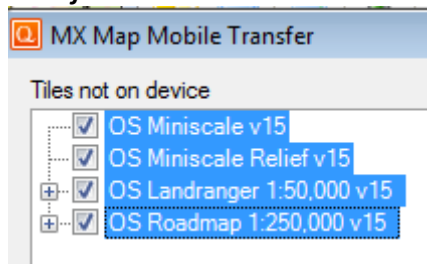 MX Map Mobile Transfer
Tiles not on device
OS Miniscale v15
OS Miniscale Relief v15
OS Landranger 1:50,000 v15
OS Roadmap 1:250,000 v15